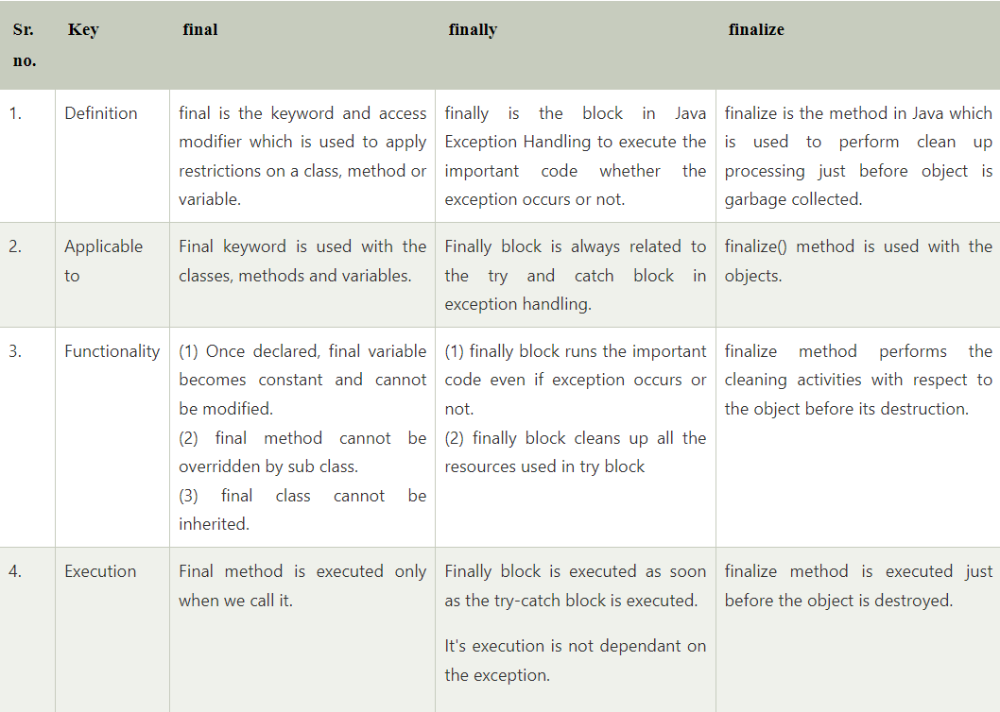 Sr. no.
Key
final
finally
finalize
1.
Definition
final is the keyword and access
modifier which is used to apply
restrictions on a class, method or
variable.
finally is the block in Java
Exception Handling to execute the
important code whether the
exception occurs or not.
finalize is the method in Java which
is used to perform clean up
processing just before object is
garbage collected.
2.
Applicable
to
Final keyword is used with the
classes, methods and variables.
Finally block is always related to
the try and catch block in
exception handling.
finalize() method is used with the
objects.
3.
Functionality
(1) Once declared, final variable
becomes constant and cannot
be modified.
(2) final method cannot be
overridden by sub class.
(3) final class cannot be
inherited.
(1) finally block runs the important
code even if exception occurs or
not.
(2) finally block cleans up all the
resources used in try block
finalize method performs the
cleaning activities with respect to
the object before its destruction.
4.
Execution
Final method is executed only
when we call it.
Finally block is executed as soon
as the try-catch block is executed.
It's execution is not dependant on
the exception.
finalize method is executed just
before the object is destroyed.